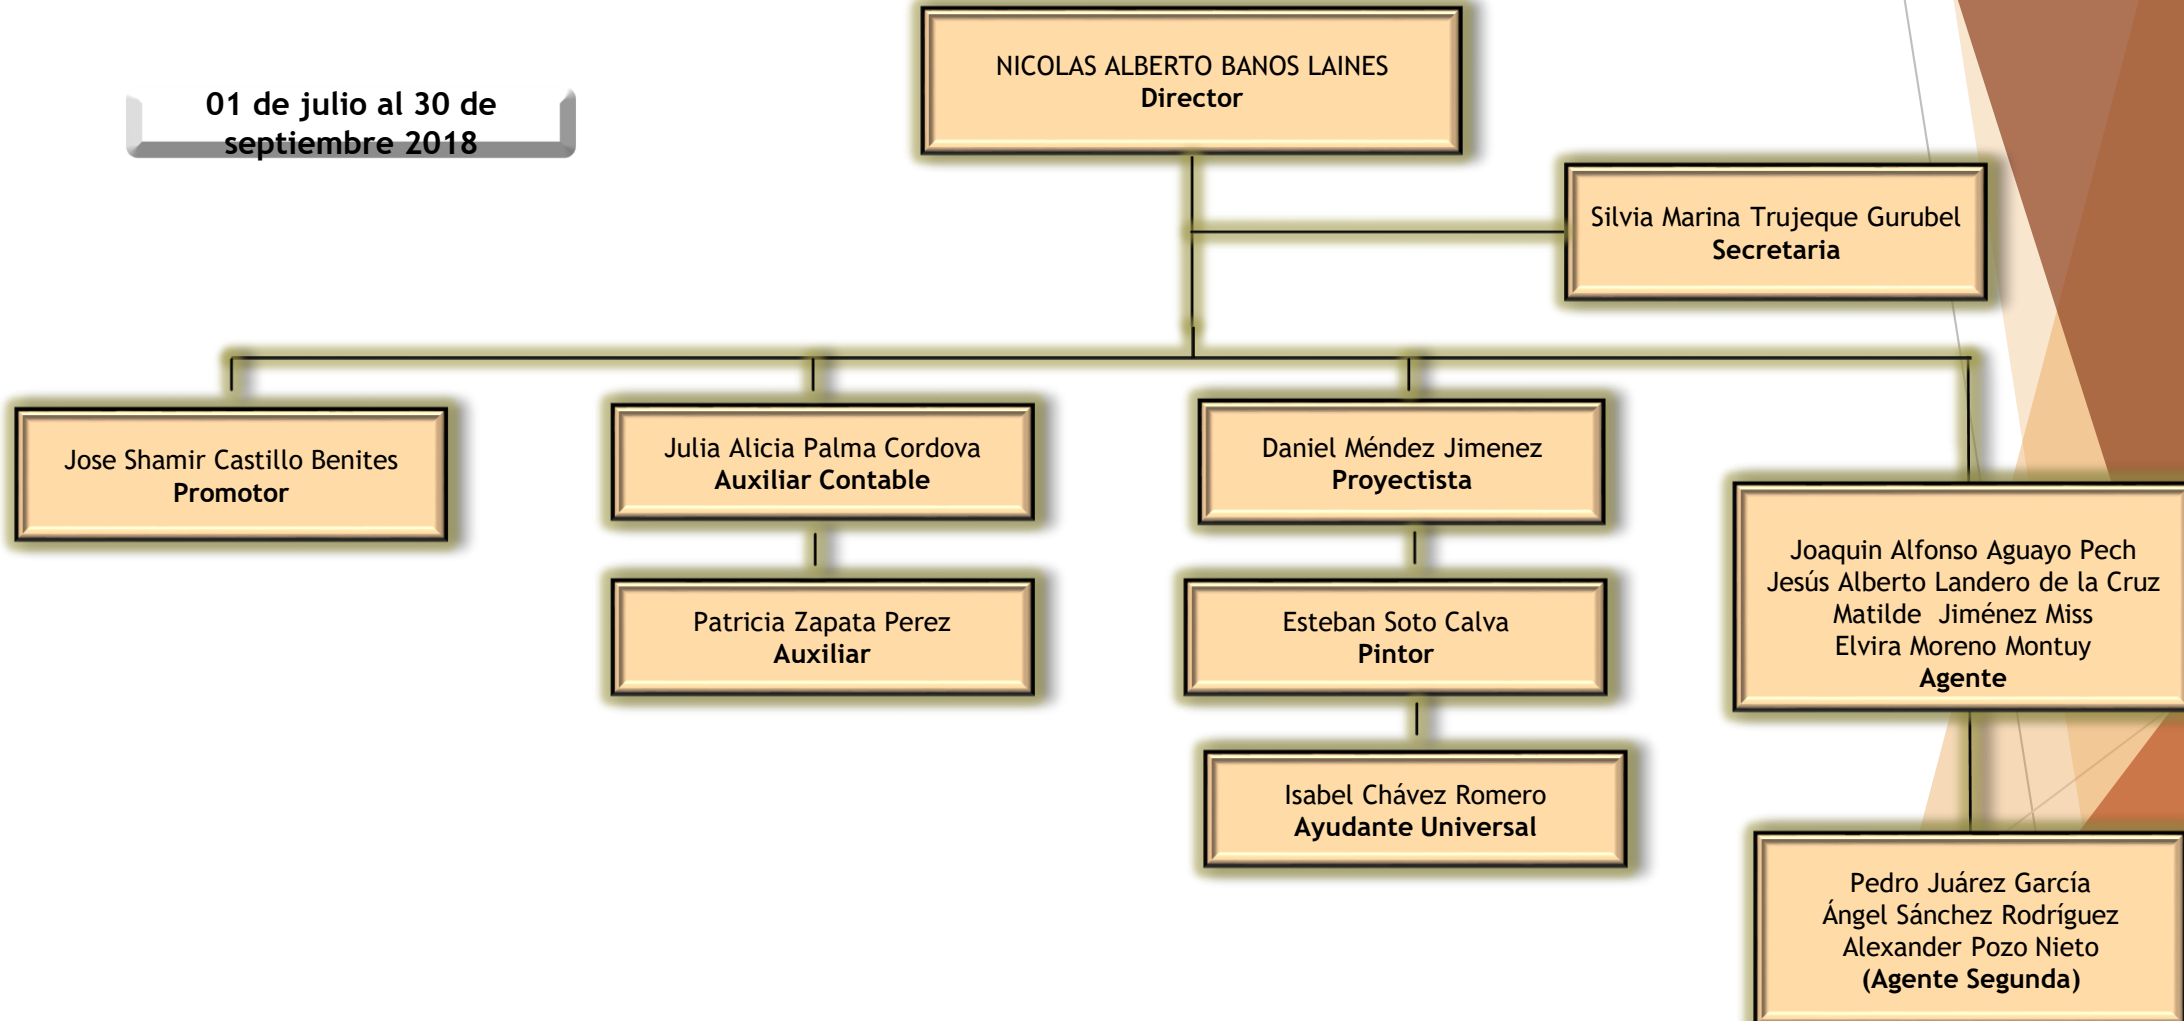 01 de julio al 30 de
septiembre 2018
NICOLAS ALBERTO BANOS LAINES
Director
Silvia Marina Trujeque Gurubel
Secretaria
Jose Shamir Castillo Benites
Promotor
Julia Alicia Palma Cordova
Auxiliar Contable
Patricia Zapata Perez
Auxiliar
Daniel Méndez Jimenez
Proyectista
Esteban Soto Calva
Pintor
Isabel Chávez Romero
Ayudante Universal
Joaquin Alfonso Aguayo Pech
Jesús Alberto Landero de la Cruz
Matilde  Jiménez Miss
Elvira Moreno Montuy
Agente
Pedro Juárez García
Ángel Sánchez Rodríguez
Alexander Pozo Nieto
(Agente Segunda)